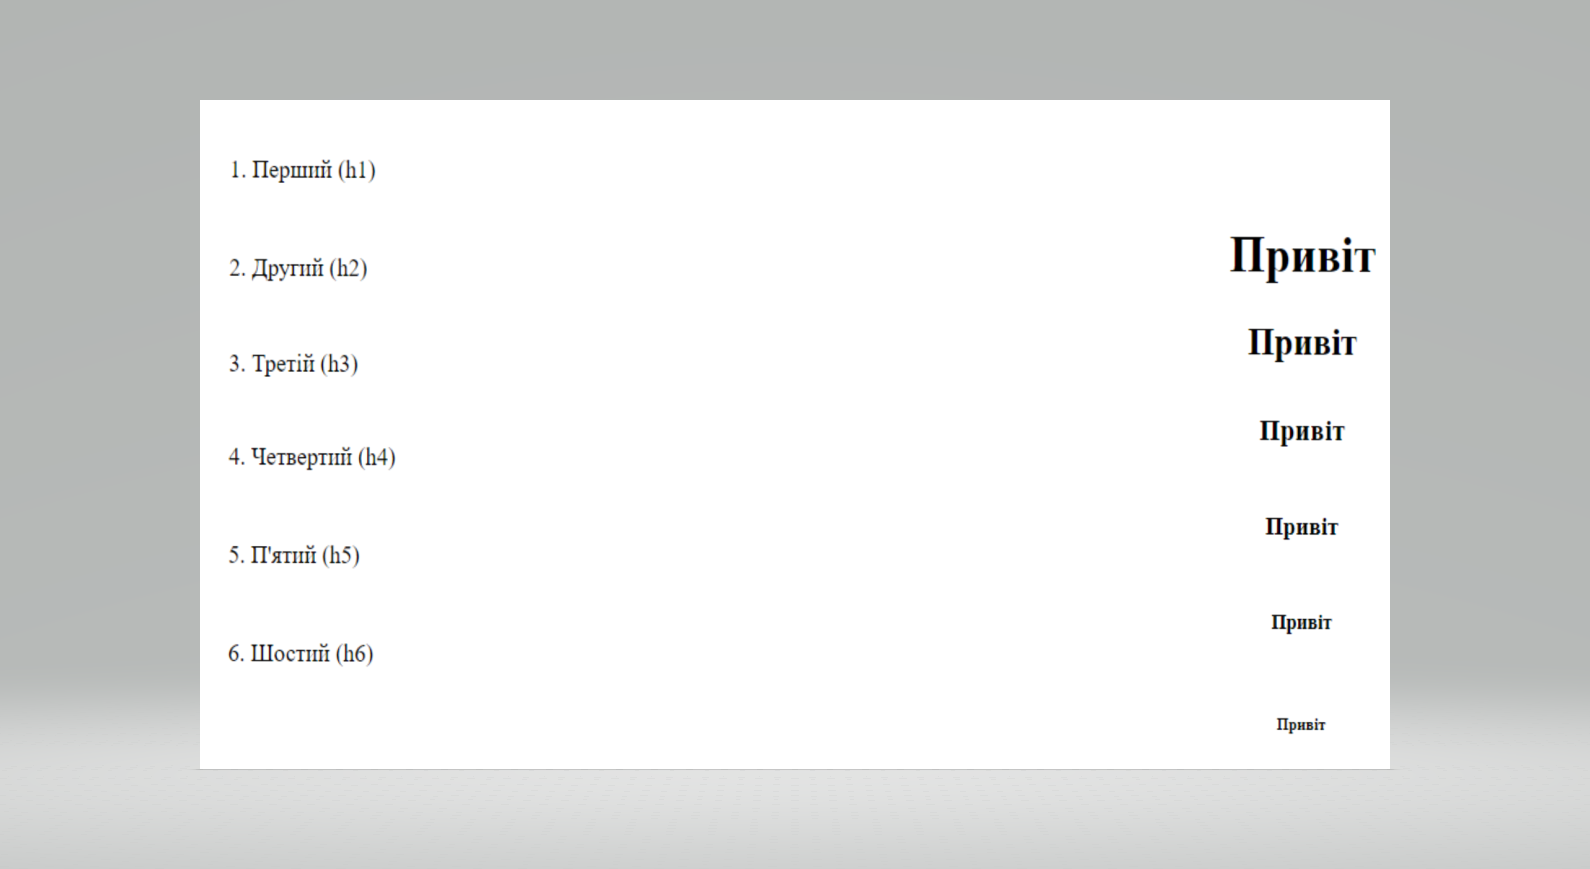 1. Перший (h1)
Привіт
2. Другий (h2)
Привіт
3. Третій (h3)
Привіт
4. Четвертий (h4)
Привіт
5. П'ятий (h5)
Привіт
6. Шостий (h6)
Привіт